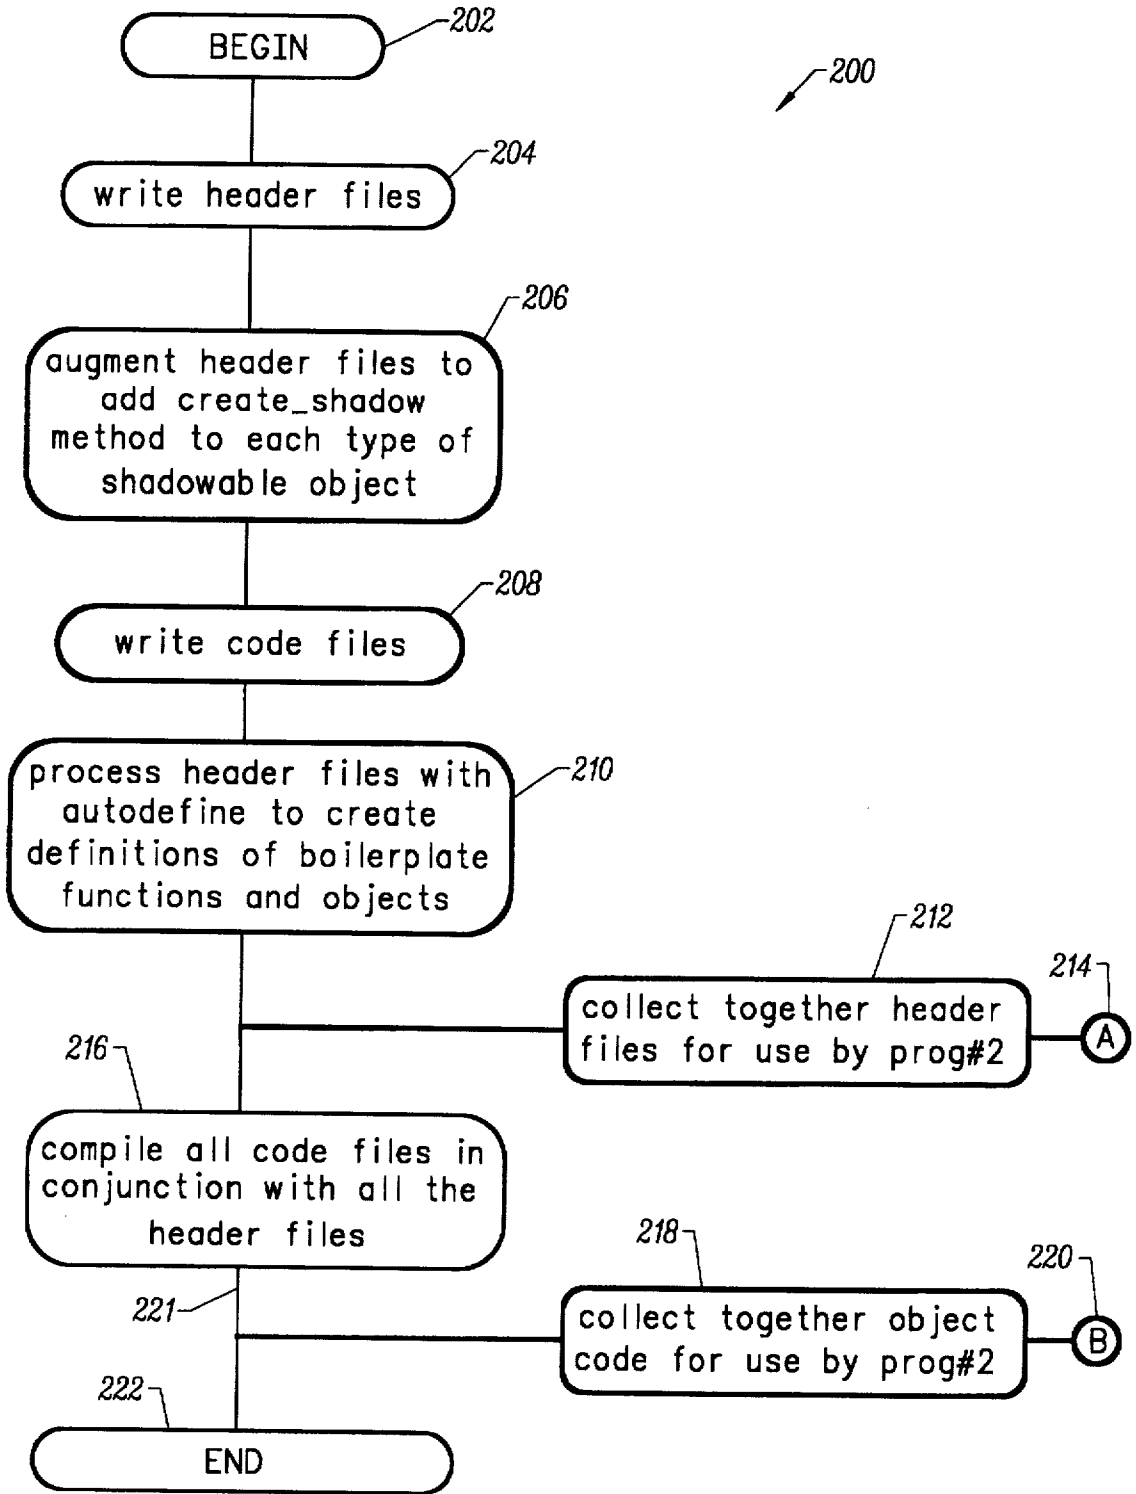 BEGIN
202
200
write header files
204
206
augment header files to
add create_shadow
method to each type of
shadowable object
208
write code files
210
process header files with
autodefine to create
definitions of boilerplate
functions and objects
212
collect together header
files for use by prog#2
214
A
216
compile all code files in
conjunction with all the
header files
218
collect together object
code for use by prog#2
220
B
221
222
END